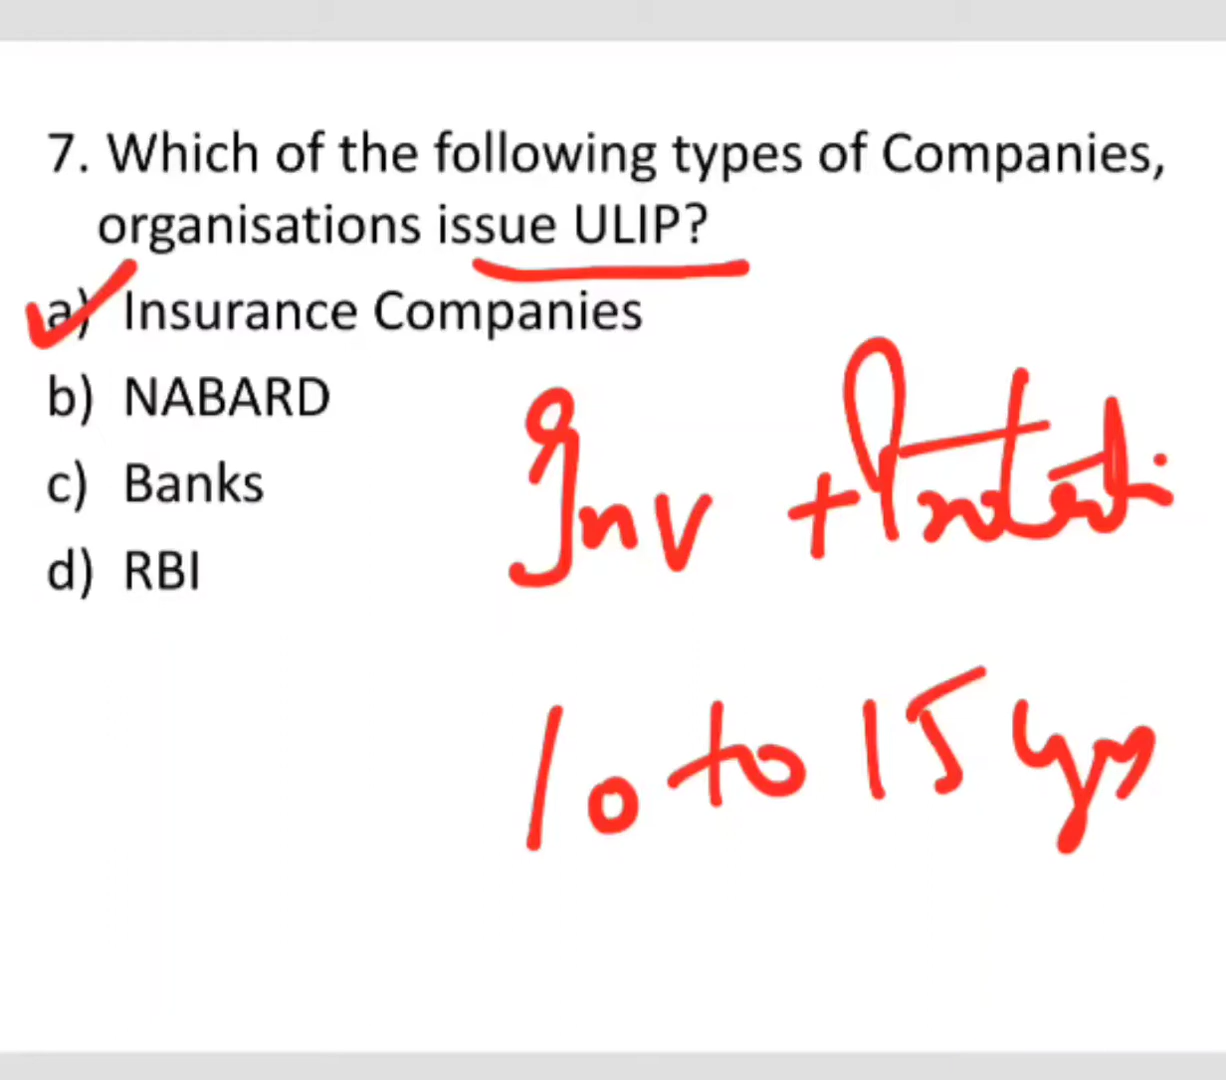 7. Which of the following types of Companies,
organisations issue ULIP?
a) Insurance Companies
b) NABARD
c) Banks
d) RBI
Inv + Protecti
10 to 15 yrs